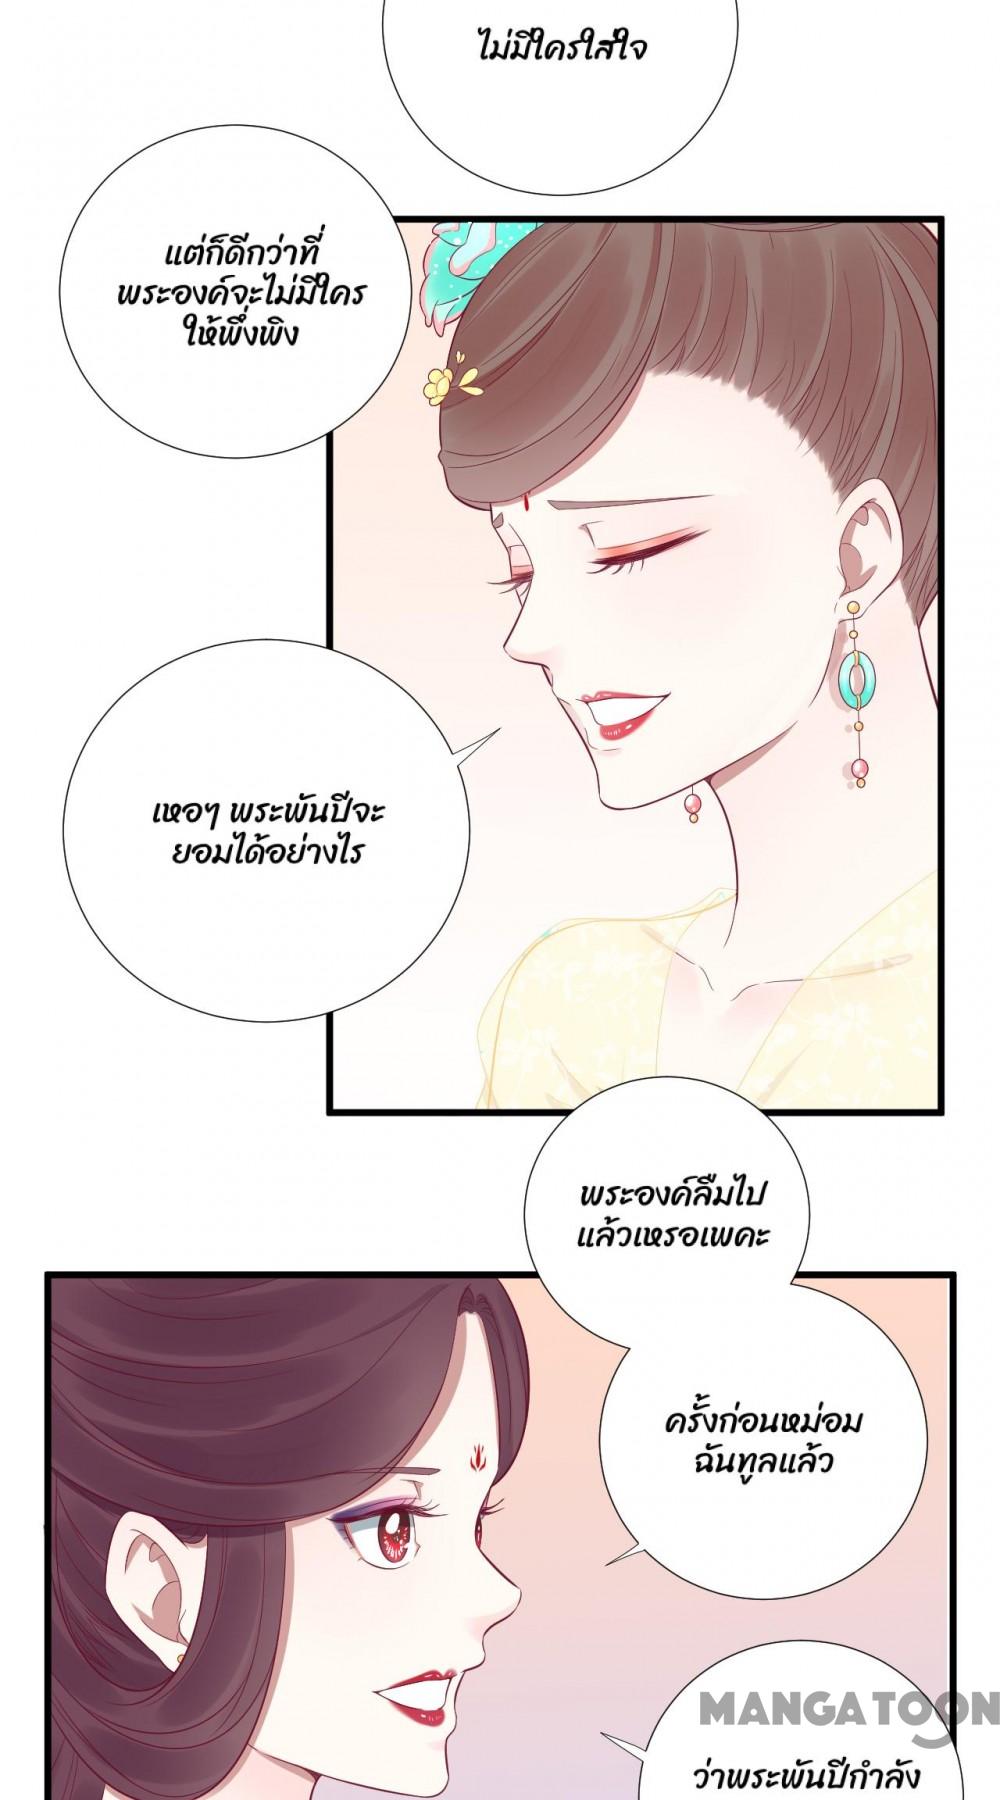 ไม่มีใครใส่ใจ
แต่ก็ดีกว่าที่
พระองค์จะไม่มีใคร
ให้พึ่งพิง
เหอๆ พระพันปีจะ
ยอมได้อย่างไร
พระองค์ลืมไป
แล้วเหรอเพคะ
ครั้งก่อนหม่อม
ฉันทูลแล้ว
MANGATOON
ว่าพระพันปีกำลัง